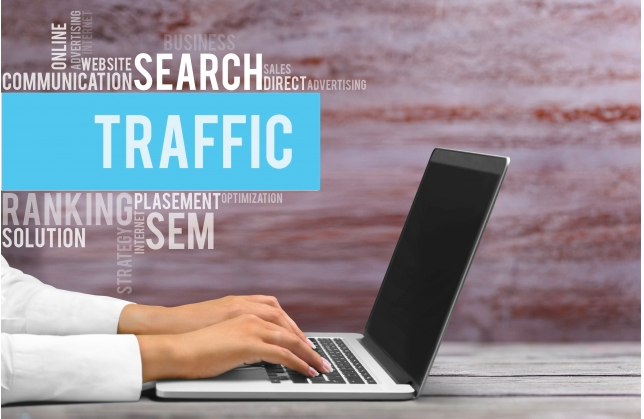 ONLINE
ADVERTISING
INTERNET
BUSINESS
WEBSITE
SEARCH
SALES
COMMUNICATION
DIRECT
ADVERTISING
TRAFFIC
RANKING
PLASEMENT
OPTIMIZATION
SOLUTION
STRATEGY
INTERNET
SEM